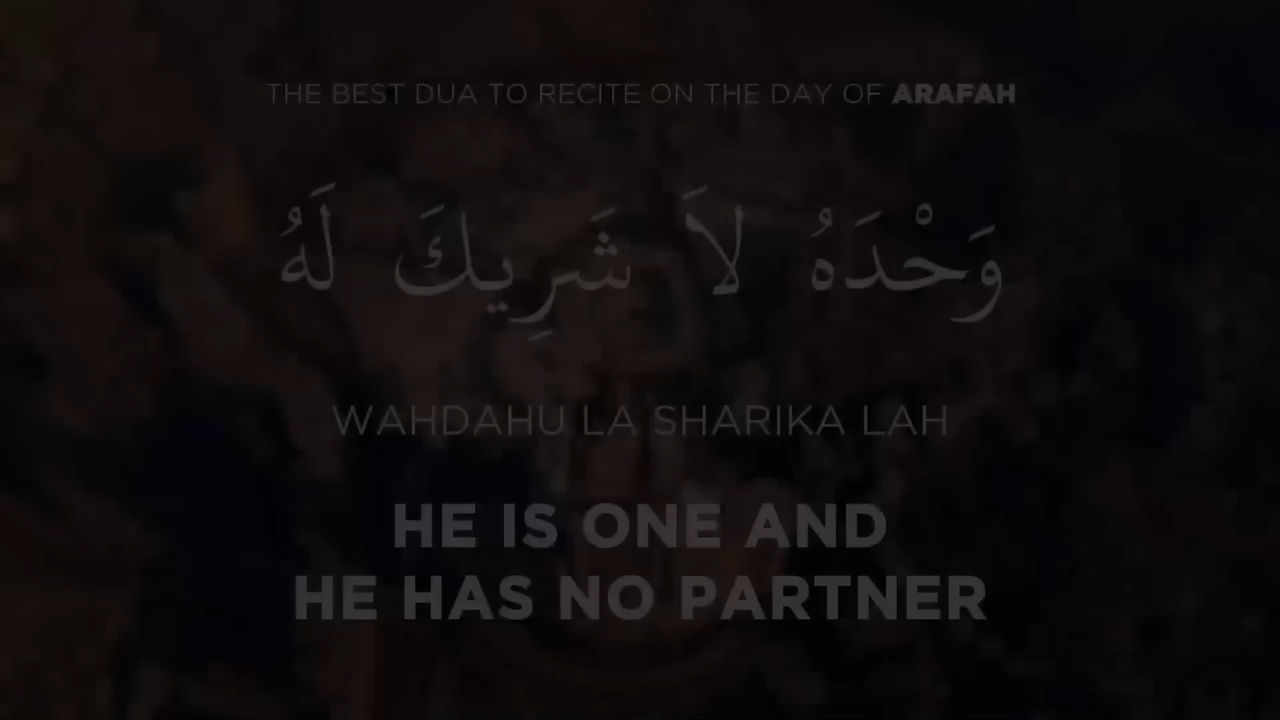 THE BEST DUA TO RECITE ON THE DAY OF ARAFAH
وَحْدَهُ لاَ شَرِيكَ لَهُ
WAHDAHU LA SHARIKA LAH
HE IS ONE AND
HE HAS NO PARTNER